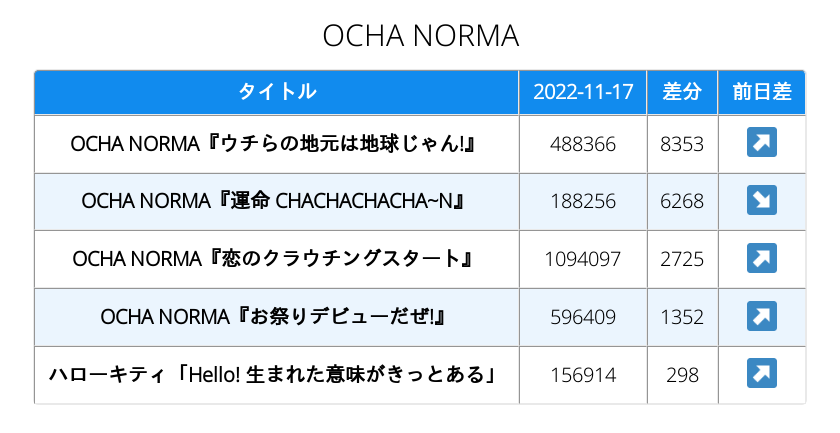 OCHA NORMA
タイトル 2022-11-17 差分 前日差
OCHA NORMA『ウチらの地元は地球じゃん!』 488366 8353 ↗
OCHA NORMA『運命 CHACHACHACHA~N』 188256 6268 ↘
OCHA NORMA『恋のクラウチングスタート』 1094097 2725 ↗
OCHA NORMA『お祭りデビューだぜ!』 596409 1352 ↗
ハローキティ「Hello! 生まれた意味がきっとある」 156914 298 ↗